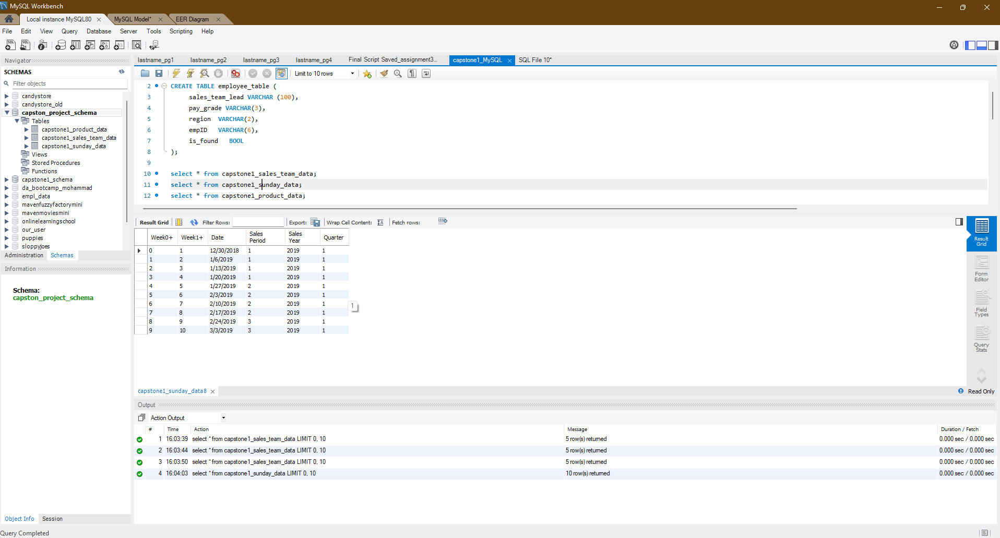 MySQL Workbench
Local instance MySQL80 MySQL Model* EER Diagram
File Edit View Query Database Server Tools Scripting Help
Navigator
SCHEMAS
Filter objects
candystore
candystore_old
capston_project_schema
Tables
capstone1_product_data
capstone1_sales_team_data
capstone1_sunday_data
Views
Stored Procedures
Functions
capstone1_schema
da_bootcamp_mohammad
empl_data
mavenfuzzyfactorymini
mavenmoviesmini
onlinelearningschool
our_user
puppies
sloppyjoes
Administration Schemas
Information
Schema:
capston_project_schema
Object Info Session
Query Completed
lastname_pg1 lastname_pg2 lastname_pg3 lastname_pg4 Final Script Saved_assignment3... capstone1_MySQL SQL File 10*
Limit to 10 rows
2 CREATE TABLE employee_table (
3 sales_team_lead VARCHAR (100),
4 pay_grade VARCHAR(3),
5 region VARCHAR(2),
6 empID VARCHAR(6),
7 is_found BOOL
8 );
9
10 select * from capstone1_sales_team_data;
11 select * from capstone1_sunday_data;
12 select * from capstone1_product_data;
Result Grid Filter Rows: Export: Wrap Cell Content: Fetch rows:
Week0+ Week1+ Date Sales Period Sales Year Quarter
0 1 12/30/2018 1 2019 1
1 2 1/6/2019 1 2019 1
2 3 1/13/2019 1 2019 1
3 4 1/20/2019 1 2019 1
4 5 1/27/2019 2 2019 1
5 6 2/3/2019 2 2019 1
6 7 2/10/2019 2 2019 1
7 8 2/17/2019 2 2019 1
8 9 2/24/2019 3 2019 1
9 10 3/3/2019 3 2019 1
1
Result Grid
Form Editor
Field Types
Query Stats
capstone1_sunday_data8
Read Only
Output
Action Output
# Time Action Message Duration / Fetch
1 16:03:39 select * from capstone1_sales_team_data LIMIT 0, 10 5 row(s) returned 0.000 sec / 0.000 sec
2 16:03:44 select * from capstone1_sales_team_data LIMIT 0, 10 5 row(s) returned 0.000 sec / 0.000 sec
3 16:03:50 select * from capstone1_sales_team_data LIMIT 0, 10 5 row(s) returned 0.000 sec / 0.000 sec
4 16:04:03 select * from capstone1_sunday_data LIMIT 0, 10 10 row(s) returned 0.000 sec / 0.000 sec